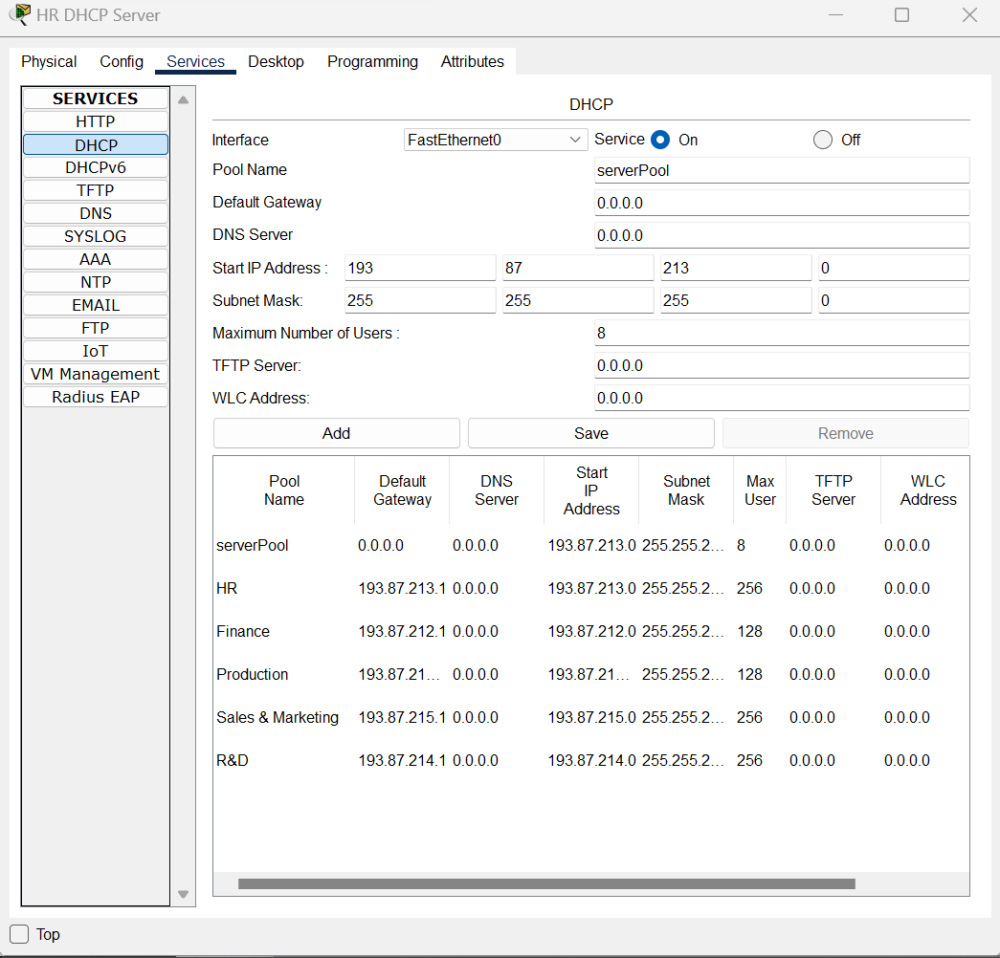 HR DHCP Server
Physical Config Services Desktop Programming Attributes
SERVICES
HTTP
DHCP
DHCPv6
TFTP
DNS
SYSLOG
AAA
NTP
EMAIL
FTP
IoT
VM Management
Radius EAP
DHCP
Interface FastEthernet0 Service On Off
Pool Name serverPool
Default Gateway 0.0.0.0
DNS Server 0.0.0.0
Start IP Address : 193 87 213 0
Subnet Mask: 255 255 255 0
Maximum Number of Users : 8
TFTP Server: 0.0.0.0
WLC Address: 0.0.0.0
Add Save Remove
Pool Name Default Gateway DNS Server Start IP Address Subnet Mask Max User TFTP Server WLC Address
serverPool 0.0.0.0 0.0.0.0 193.87.213.0 255.255.2... 8 0.0.0.0 0.0.0.0
HR 193.87.213.1 0.0.0.0 193.87.213.0 255.255.2... 256 0.0.0.0 0.0.0.0
Finance 193.87.212.1 0.0.0.0 193.87.212.0 255.255.2... 128 0.0.0.0 0.0.0.0
Production 193.87.21... 0.0.0.0 193.87.21... 255.255.2... 128 0.0.0.0 0.0.0.0
Sales & Marketing 193.87.215.1 0.0.0.0 193.87.215.0 255.255.2... 256 0.0.0.0 0.0.0.0
R&D 193.87.214.1 0.0.0.0 193.87.214.0 255.255.2... 256 0.0.0.0 0.0.0.0
Top